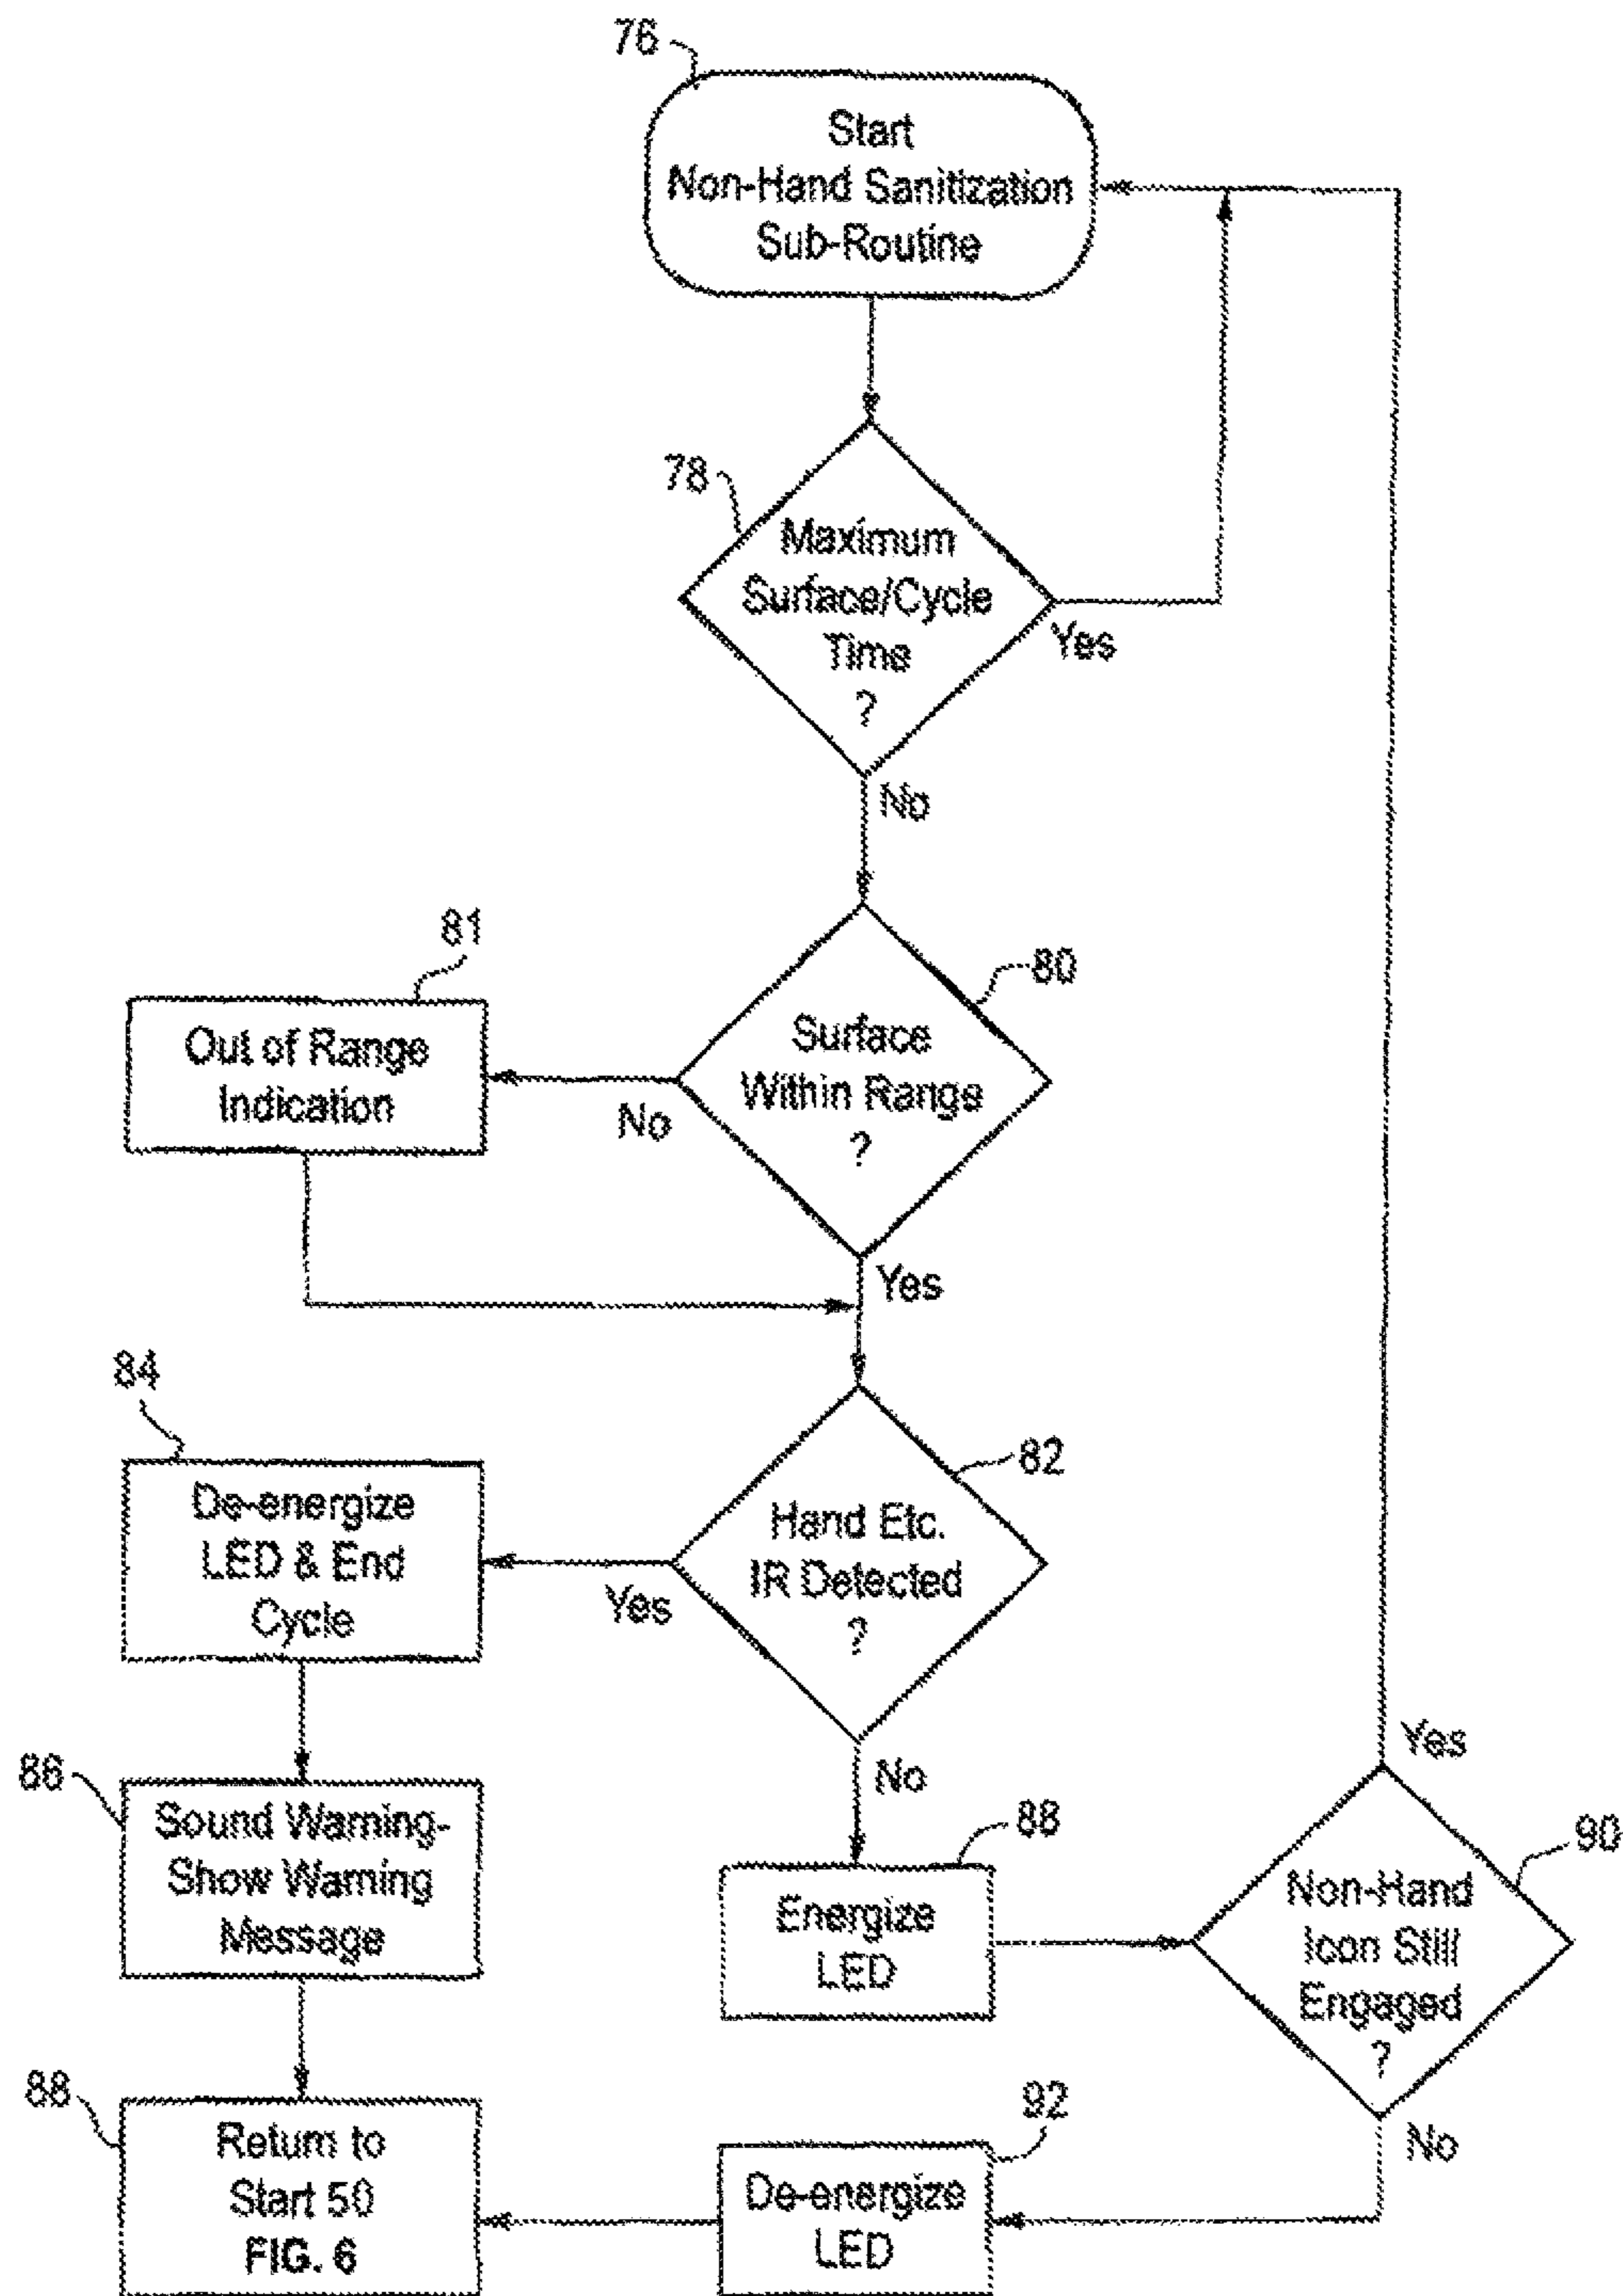 76
Start
Non-Hand Sanitization
Sub-Routine
78
Maximum
Surface/Cycle
Time
?
Yes
No
81
Out of Range
Indication
80
Surface
Within Range
?
No
Yes
84
De-energize
LED & End
Cycle
82
Hand Etc.
IR Detected
?
Yes
No
86
Sound Warning-
Show Warning
Message
88
Energize
LED
Yes
90
Non-Hand
Icon Still
Engaged
?
No
88
Return to
Start 50
FIG. 6
92
De-energize
LED